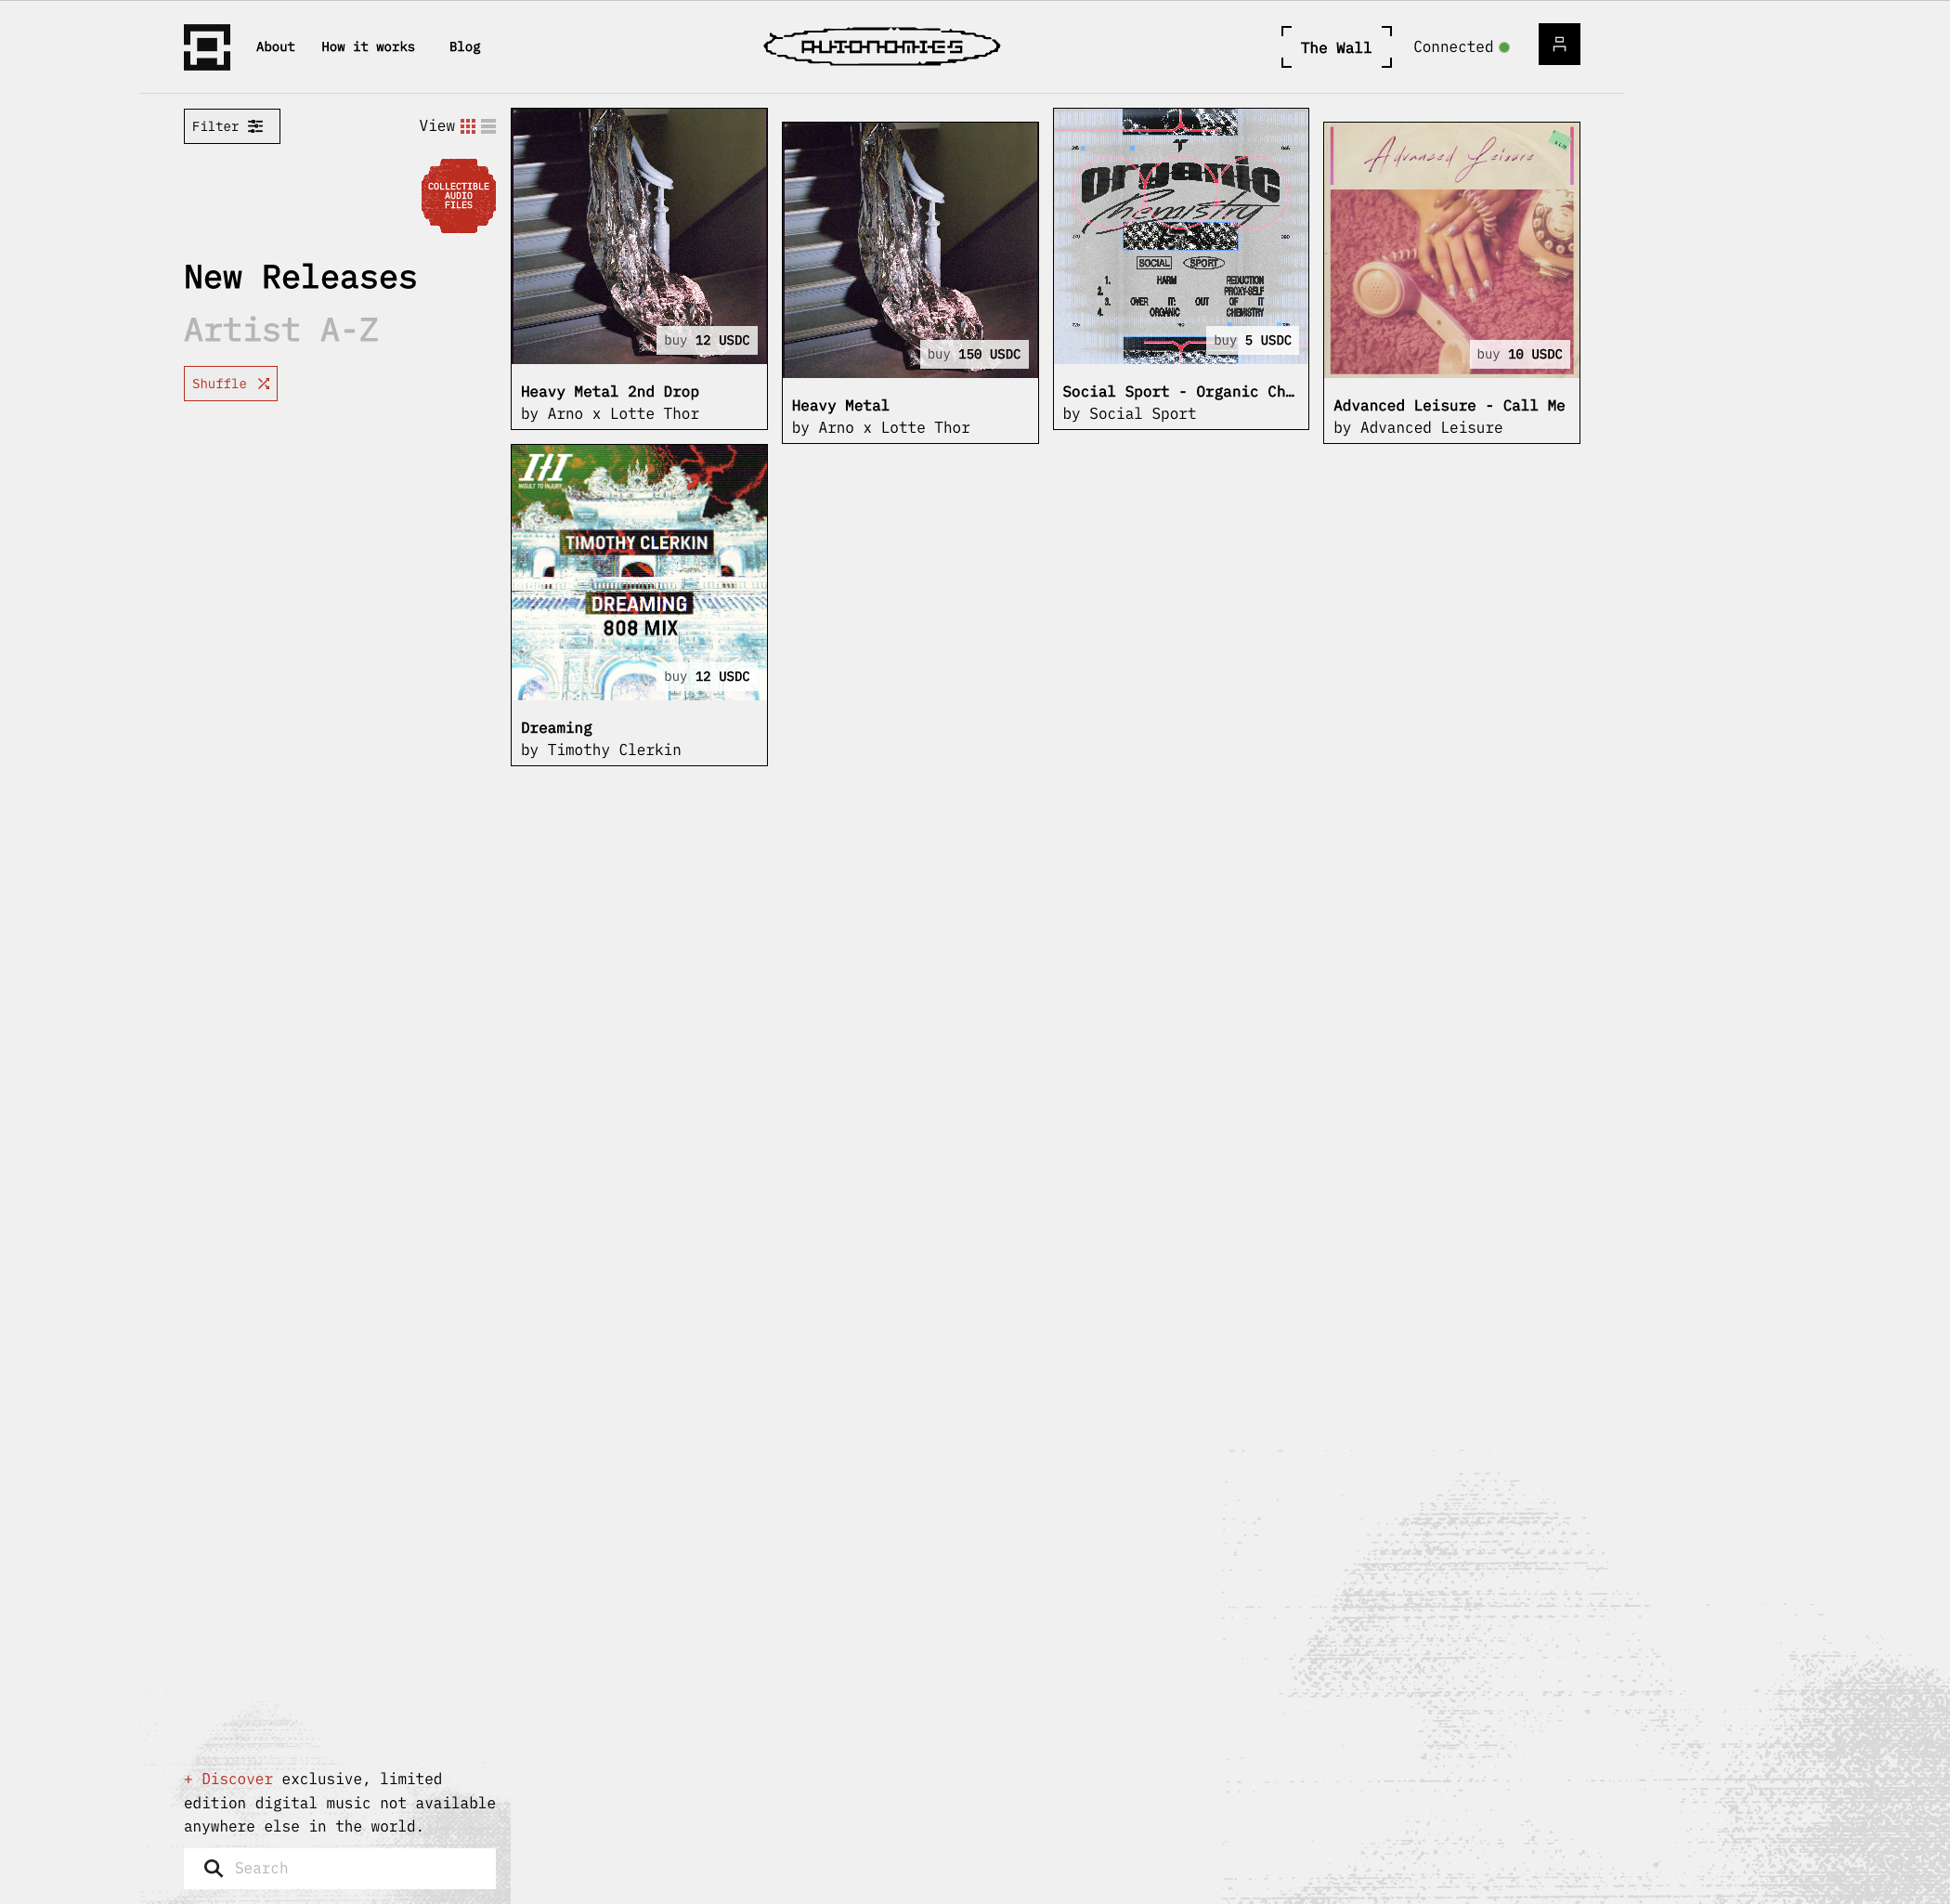 About
How it works
Blog
AUTONOMIES
The Wall
Connected
Filter
View
COLLECTIBLE
AUDIO
FILES
New Releases
Artist A-Z
Shuffle
buy 12 USDC
Heavy Metal 2nd Drop
by Arno x Lotte Thor
buy 150 USDC
Heavy Metal
by Arno x Lotte Thor
organic
chemistry
SOCIAL SPORT
1. HARM REDUCTION
2. PROXY-SELF
3. OVER IT: OUT OF IT
4. ORGANIC CHEMISTRY
buy 5 USDC
Social Sport - Organic Ch…
by Social Sport
Advanced Leisure
buy 10 USDC
Advanced Leisure - Call Me
by Advanced Leisure
INSULT TO INJURY
TIMOTHY CLERKIN
DREAMING
808 MIX
buy 12 USDC
Dreaming
by Timothy Clerkin
+ Discover exclusive, limited
edition digital music not available
anywhere else in the world.
Search